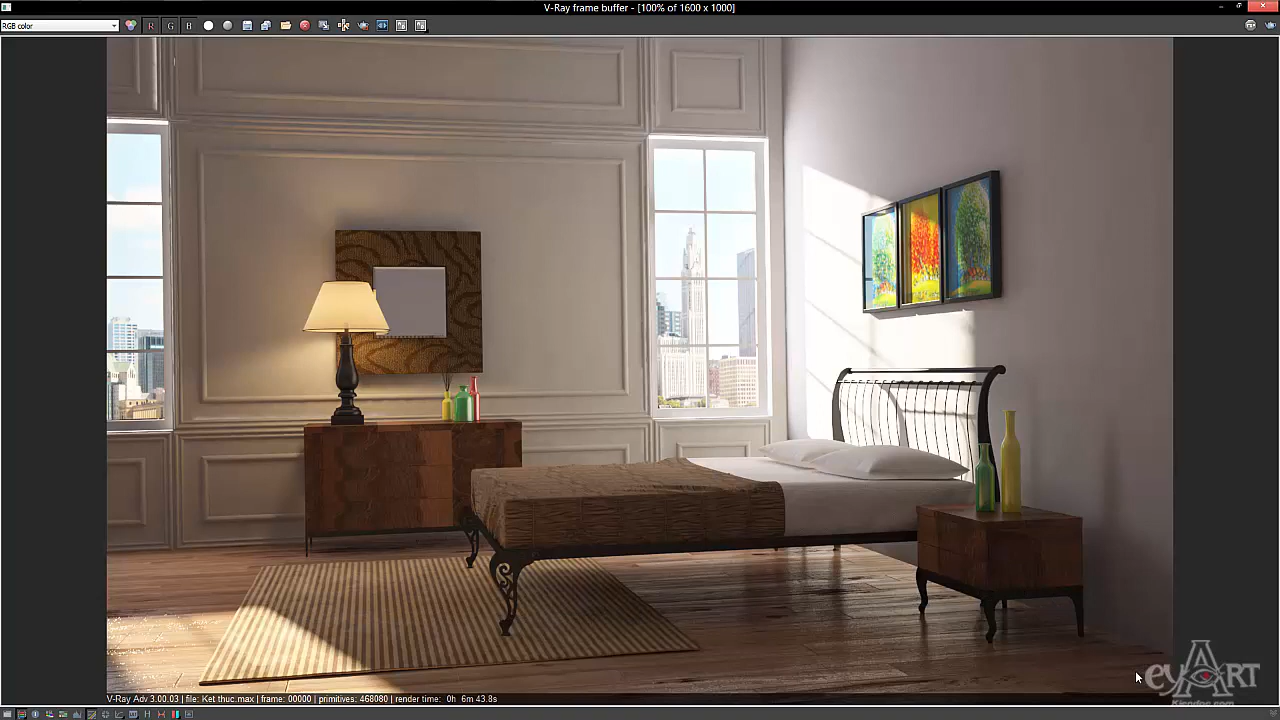 V-Ray frame buffer - [100% of 1600 x 1000]
RGB color
R G B
V-Ray Adv 3.00.03 | file: Ket thuc.max | frame: 00000 | primitives: 468080 | render time: 0h 6m 43.8s
eyART